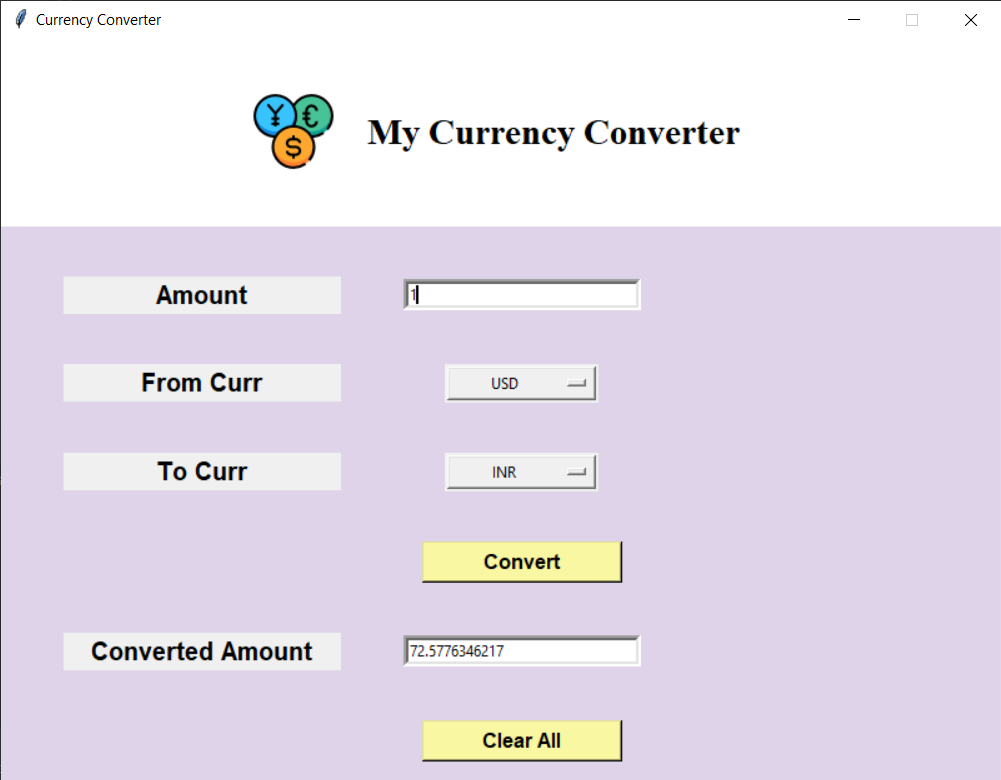 Currency Converter
¥ €
$
My Currency Converter
Amount 1
From Curr USD
To Curr INR
Convert
Converted Amount 72.5776346217
Clear All